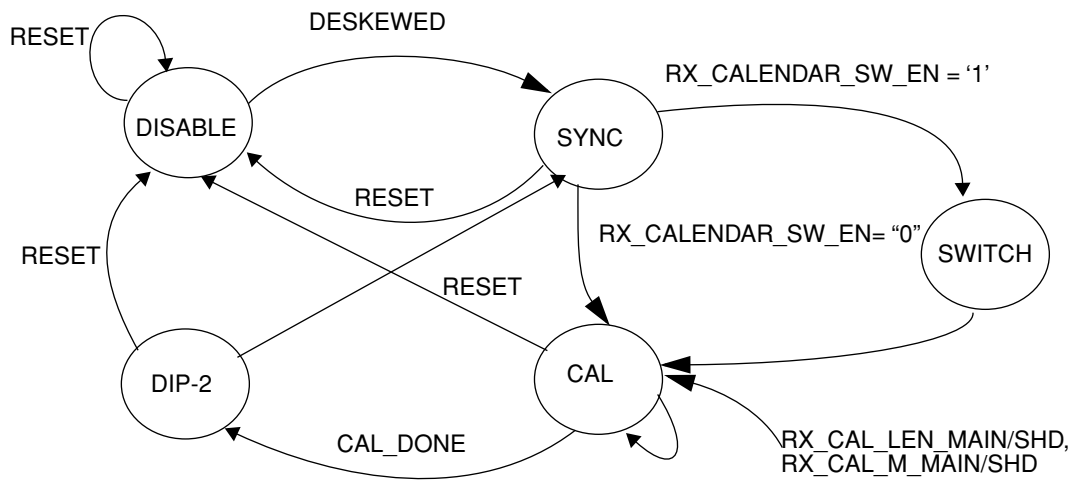 DESKEWED
RESET
RX_CALENDAR_SW_EN = ‘1’
DISABLE
SYNC
RESET
RX_CALENDAR_SW_EN= “0”
SWITCH
RESET
RESET
CAL
DIP-2
CAL_DONE
RX_CAL_LEN_MAIN/SHD,
RX_CAL_M_MAIN/SHD